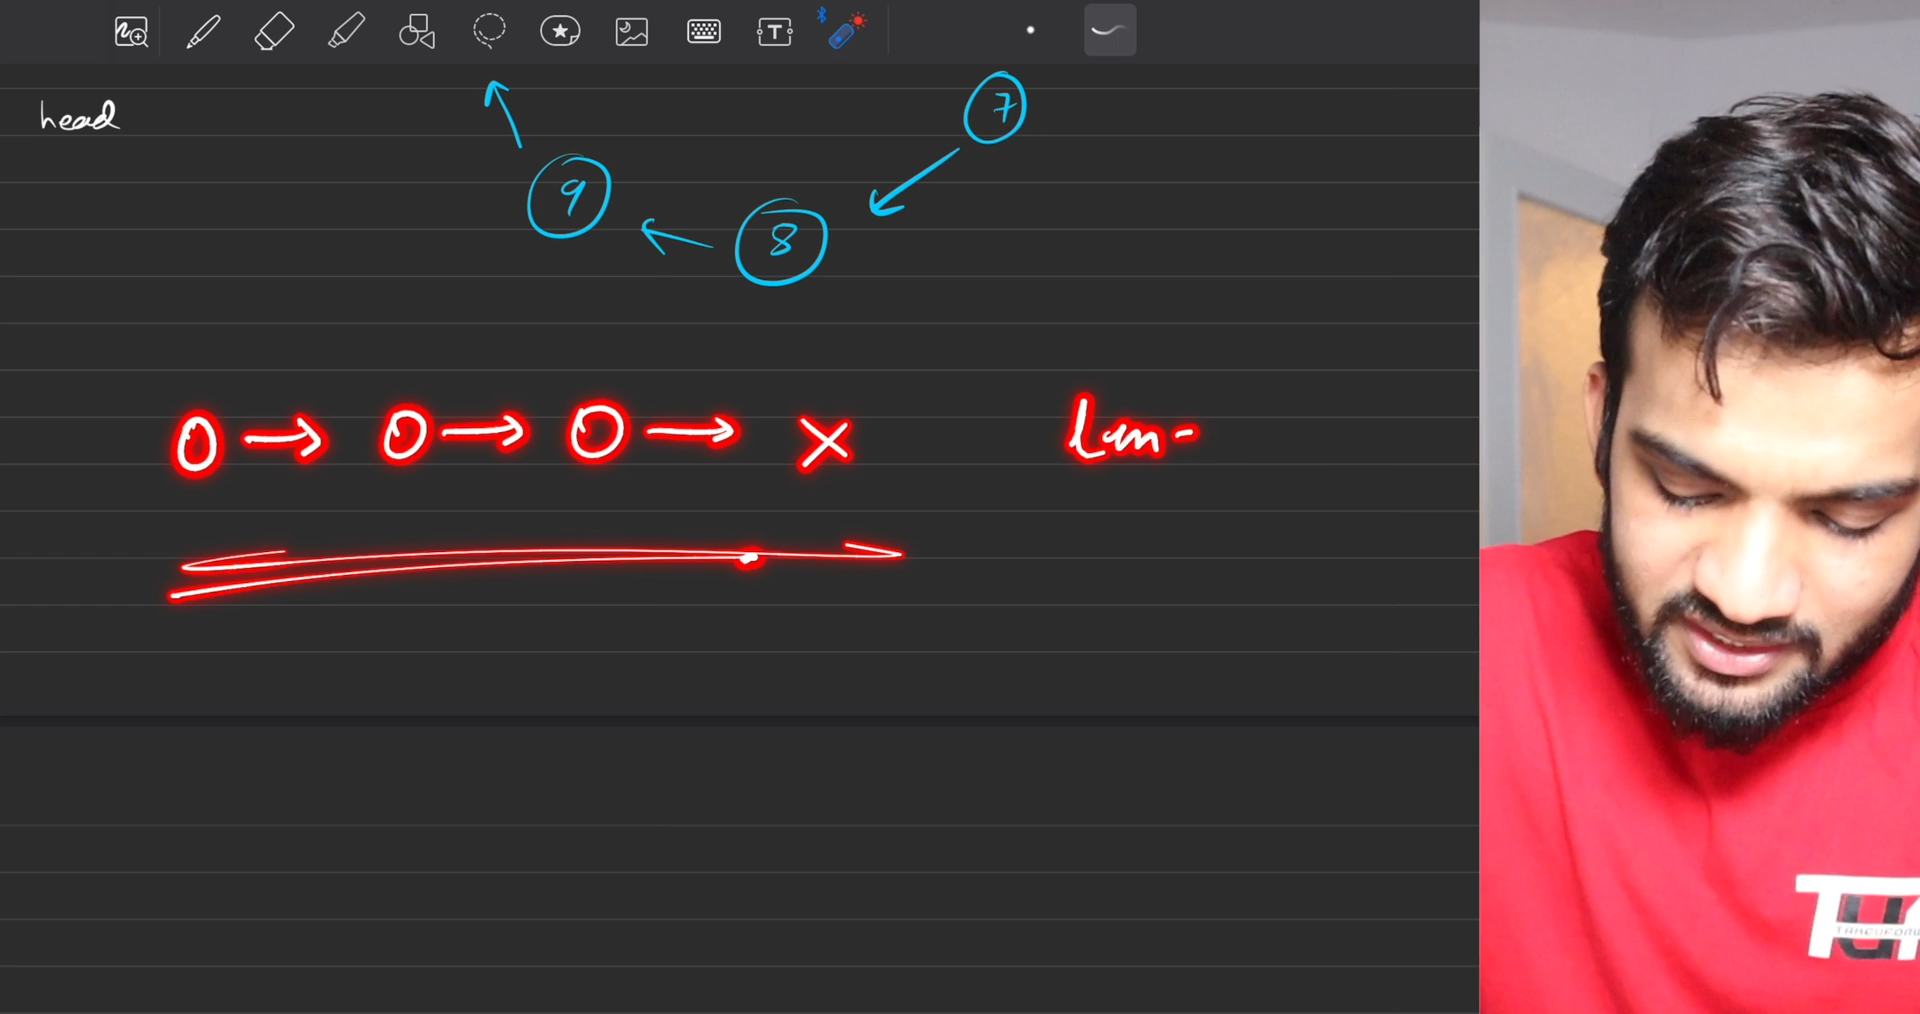 head
7
9
8
0 → 0 → 0 → X
len-
TUF